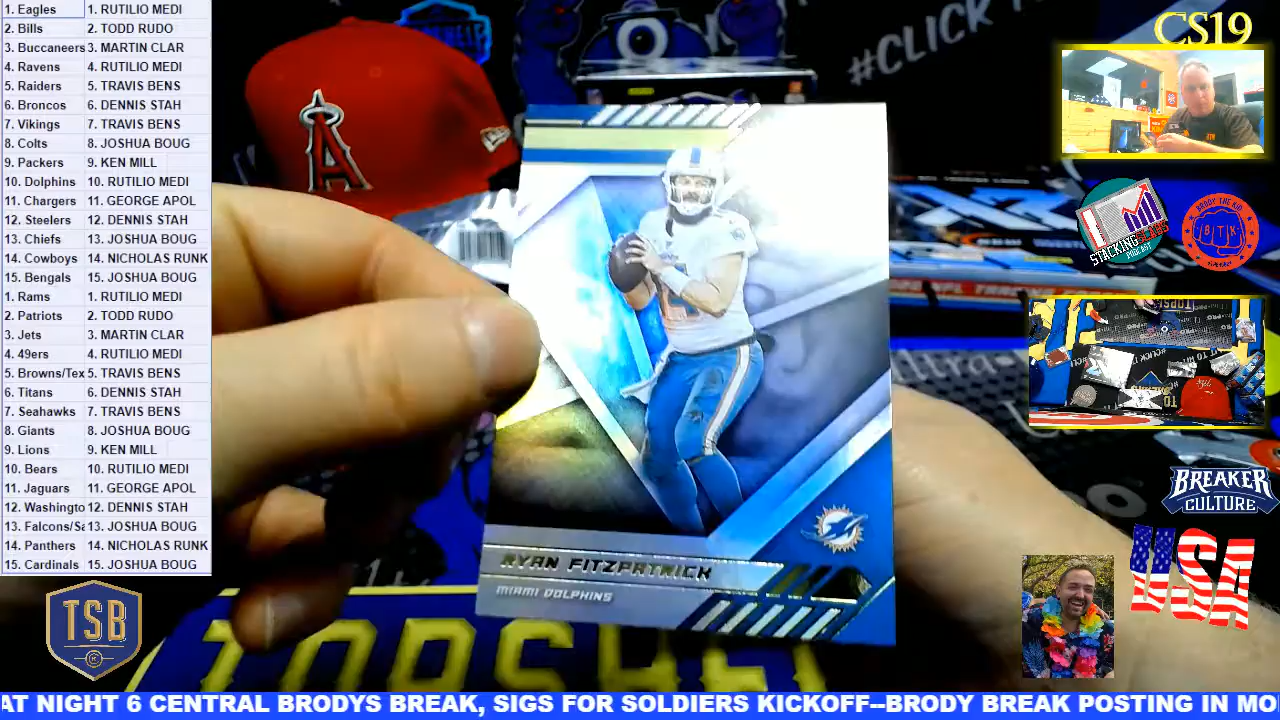 1. Eagles 1. RUTILIO MEDI
2. Bills 2. TODD RUDO
3. Buccaneers 3. MARTIN CLAR
4. Ravens 4. RUTILIO MEDI
5. Raiders 5. TRAVIS BENS
6. Broncos 6. DENNIS STAH
7. Vikings 7. TRAVIS BENS
8. Colts 8. JOSHUA BOUG
9. Packers 9. KEN MILL
10. Dolphins 10. RUTILIO MEDI
11. Chargers 11. GEORGE APOL
12. Steelers 12. DENNIS STAH
13. Chiefs 13. JOSHUA BOUG
14. Cowboys 14. NICHOLAS RUNK
15. Bengals 15. JOSHUA BOUG
1. Rams 1. RUTILIO MEDI
2. Patriots 2. TODD RUDO
3. Jets 3. MARTIN CLAR
4. 49ers 4. RUTILIO MEDI
5. Browns/Tex 5. TRAVIS BENS
6. Titans 6. DENNIS STAH
7. Seahawks 7. TRAVIS BENS
8. Giants 8. JOSHUA BOUG
9. Lions 9. KEN MILL
10. Bears 10. RUTILIO MEDI
11. Jaguars 11. GEORGE APOL
12. Washingto 12. DENNIS STAH
13. Falcons/Sa 13. JOSHUA BOUG
14. Panthers 14. NICHOLAS RUNK
15. Cardinals 15. JOSHUA BOUG
TSB
A
#CLICK
CS19
STACKING SLABS
PODCAST
BRODY THE KID
BTK
BREAKER
CULTURE
USA
RYAN FITZPATRICK
MIAMI DOLPHINS
TOPSHEL
AT NIGHT 6 CENTRAL BRODYS BREAK, SIGS FOR SOLDIERS KICKOFF--BRODY BREAK POSTING IN MO